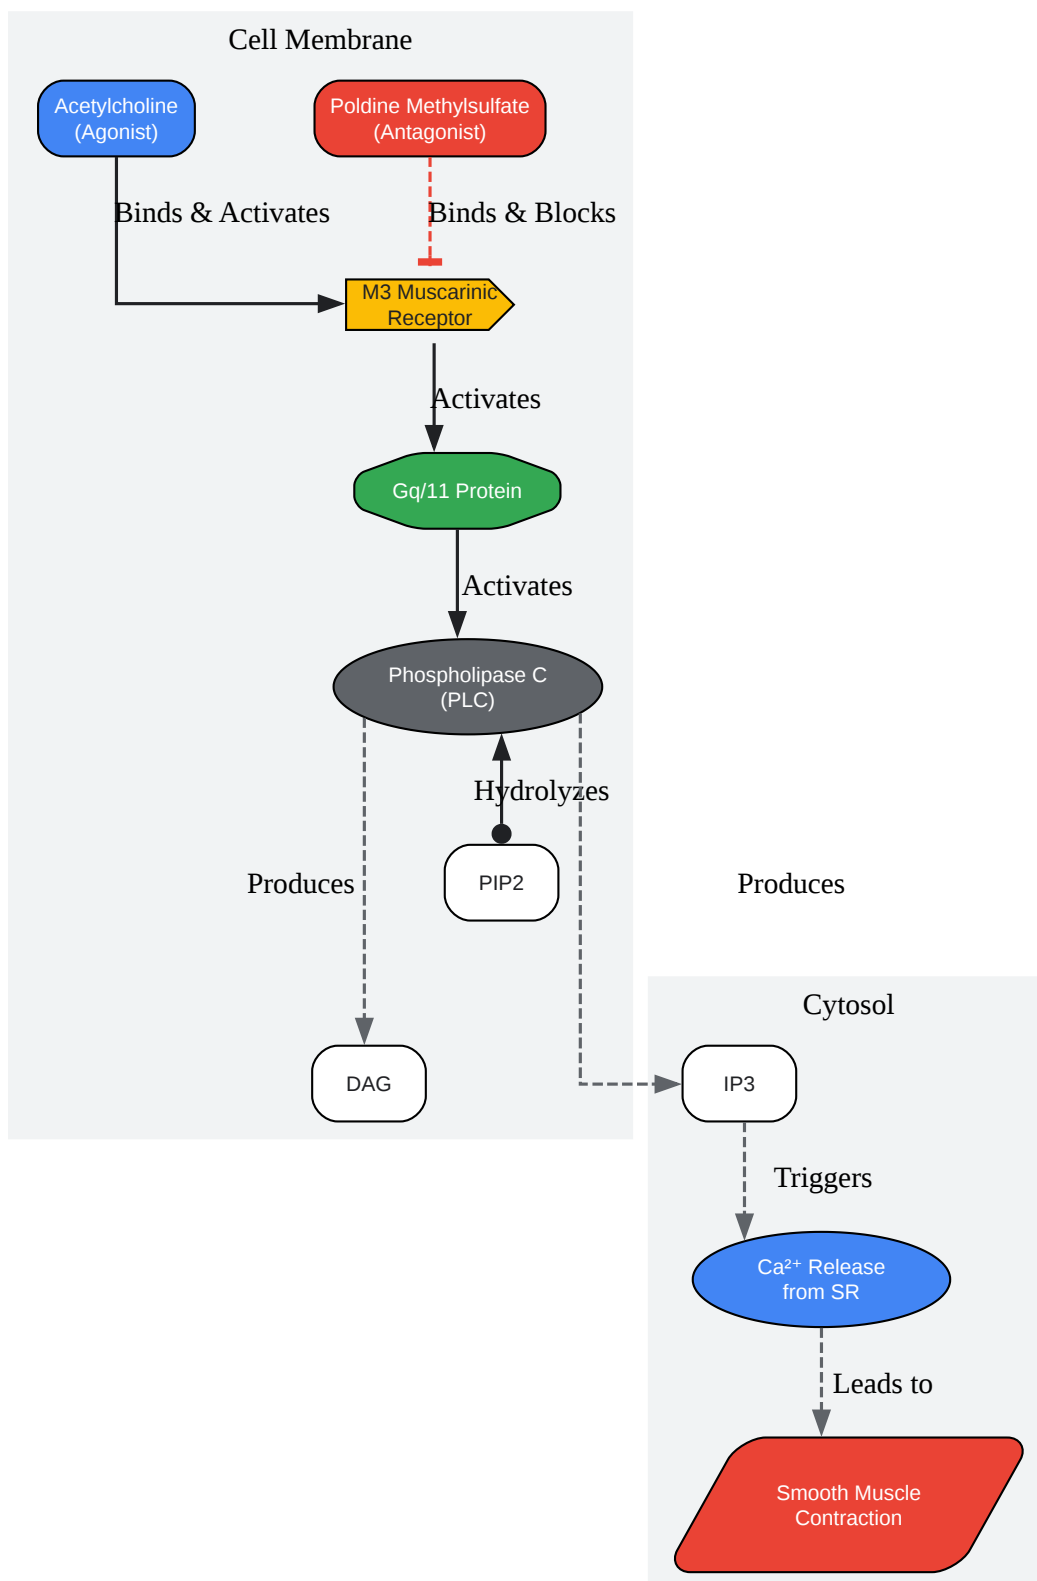 Cell Membrane
Acetylcholine
(Agonist)
Poldine Methylsulfate
(Antagonist)
Binds & Activates
Binds & Blocks
M3 Muscarinic
Receptor
Activates
Gq/11 Protein
Activates
Phospholipase C
(PLC)
Hydrolyzes
Produces
PIP2
Produces
Cytosol
DAG
IP3
Triggers
Ca²⁺ Release
from SR
Leads to
Smooth Muscle
Contraction